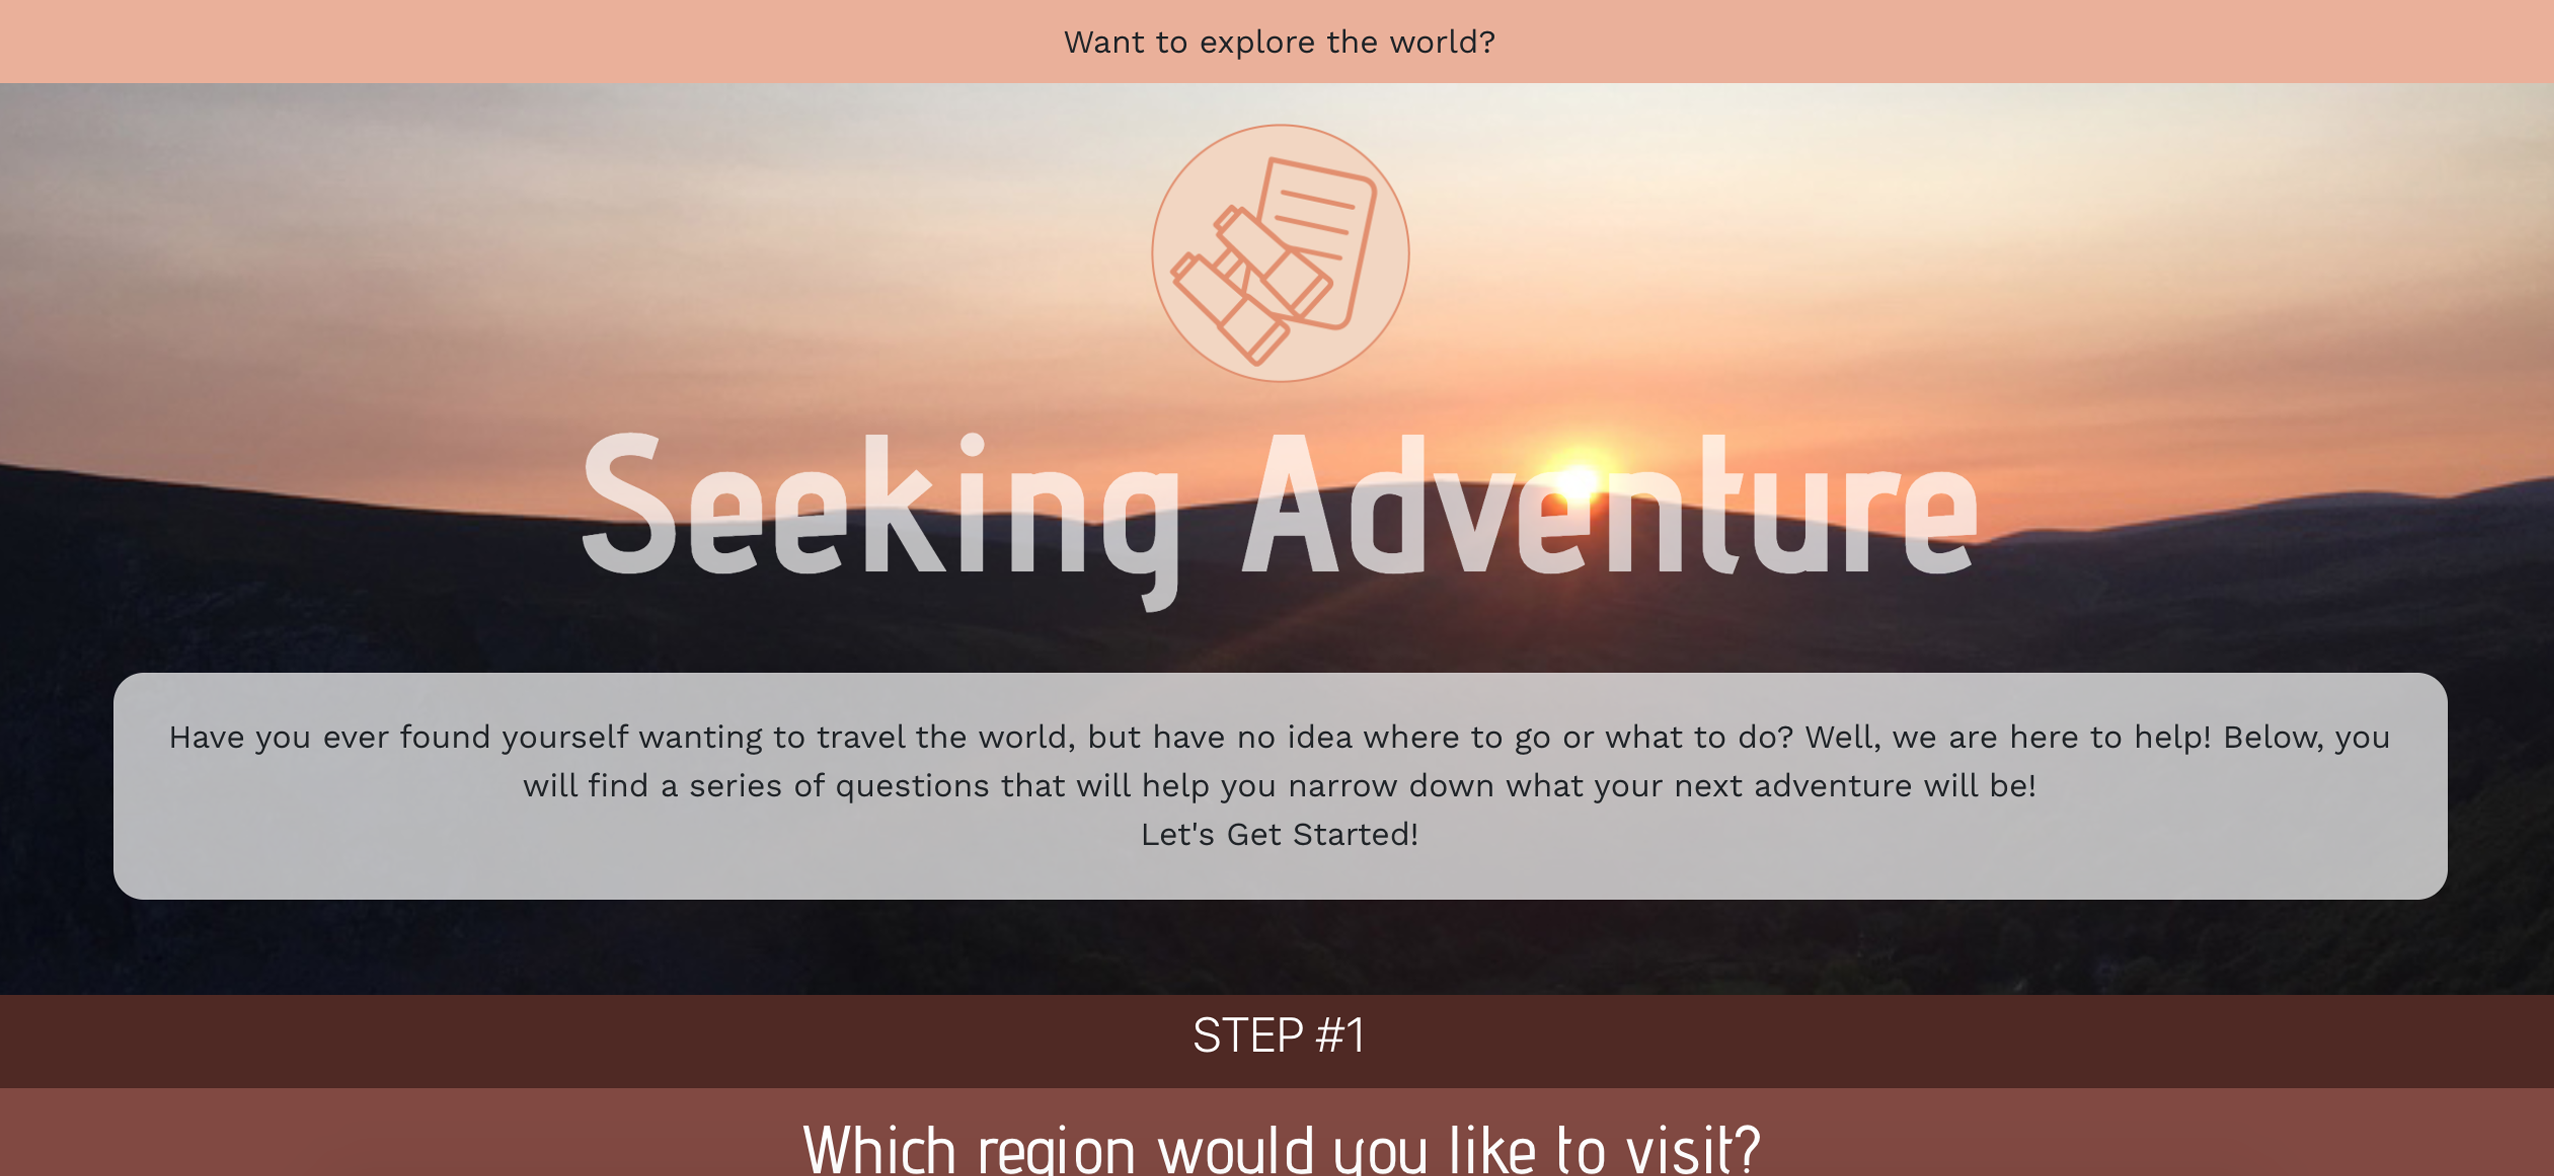 Want to explore the world?
Seeking Adventure
Have you ever found yourself wanting to travel the world, but have no idea where to go or what to do? Well, we are here to help! Below, you
will find a series of questions that will help you narrow down what your next adventure will be!
Let's Get Started!
STEP #1
Which region would you like to visit?